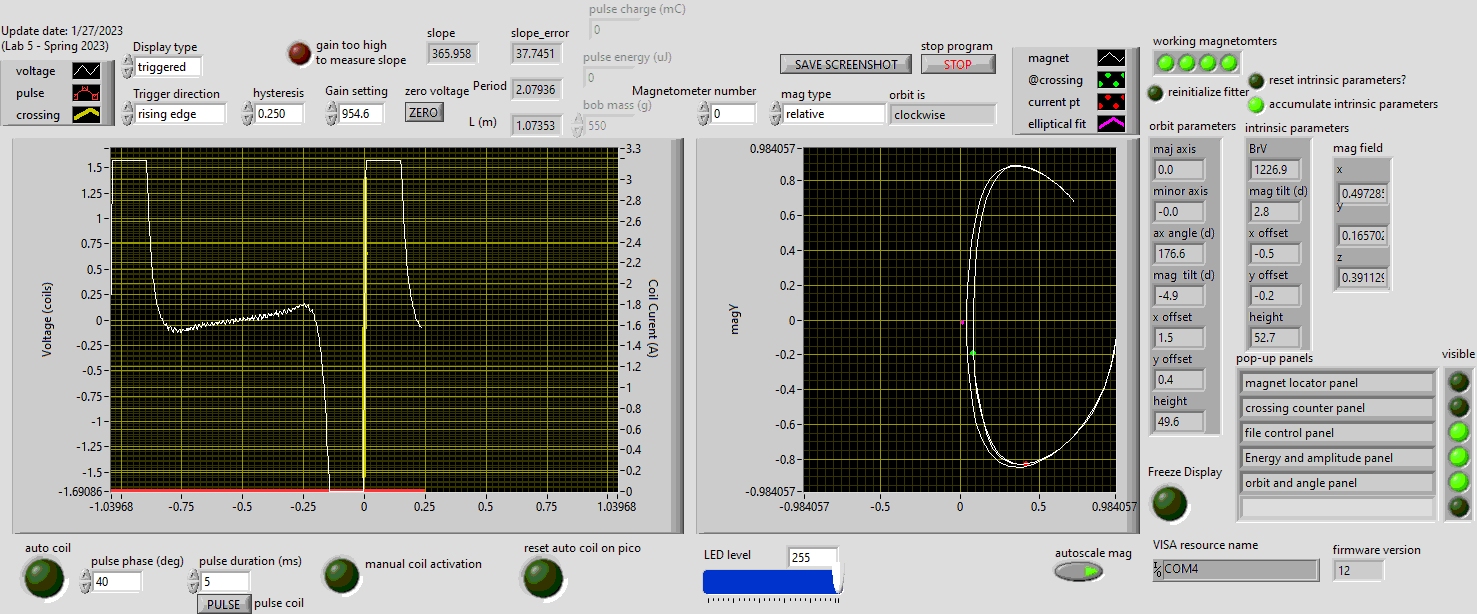 Update date: 1/27/2023
(Lab 5 - Spring 2023)
voltage
pulse
crossing
Display type
triggered
Trigger direction
rising edge
gain too high
to measure slope
hysteresis
0.250
Gain setting
954.6
slope
365.958
slope_error
37.7451
zero voltage
ZERO
Period
2.07936
L (m)
1.07353
pulse charge (mC)
0
pulse energy (uJ)
0
bob mass (g)
550
Magnetometer number
0
SAVE SCREENSHOT
stop program
STOP
mag type
relative
orbit is
clockwise
magnet
@crossing
current pt
elliptical fit
working magnetomters
reset intrinsic parameters?
reinitialize fitter
accumulate intrinsic parameters
orbit parameters
maj axis
0.0
minor axis
-0.0
ax angle (d)
176.6
mag tilt (d)
-4.9
x offset
1.5
y offset
0.4
height
49.6
intrinsic parameters
BrV
1226.9
mag tilt (d)
2.8
x offset
-0.5
y offset
-0.2
height
52.7
mag field
x
0.49728
y
0.165702
z
0.391129
Voltage (coils)
1.5
1.25
1
0.75
0.5
0.25
0
-0.25
-0.5
-0.75
-1
-1.25
-1.5
-1.69086
-1.03968
-0.75
-0.5
-0.25
0
0.25
0.5
0.75
1.03968
3.3
3
2.8
2.6
2.4
2.2
2
1.8
1.6
1.4
1.2
1
0.8
0.6
0.4
0.2
0
Coil Curent (A)
magy
0.984057
0.8
0.6
0.4
0.2
0
-0.2
-0.4
-0.6
-0.8
-0.984057
-0.984057
-0.5
0
0.5
0.984057
pop-up panels
visible
magnet locator panel
crossing counter panel
file control panel
Energy and amplitude panel
orbit and angle panel
Freeze Display
auto coil
pulse phase (deg)
40
pulse duration (ms)
5
PULSE
pulse coil
manual coil activation
reset auto coil on pico
LED level
255
autoscale mag
VISA resource name
COM4
firmware version
12